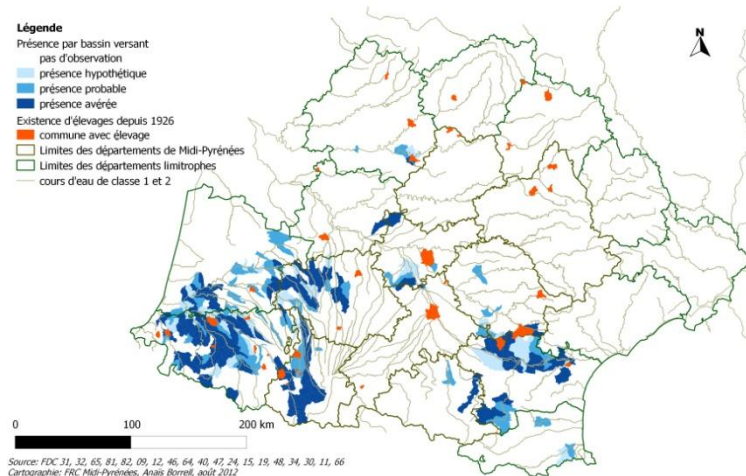 Légende
Présence par bassin versant
pas d'observation
présence hypothétique
présence probable
présence avérée
Existence d'élevages depuis 1926
commune avec élevage
Limites des départements de Midi-Pyrénées
Limites des départements limitrophes
cours d'eau de classe 1 et 2
N
0 100 200 km
Source: FDC 31, 32, 65, 81, 82, 09, 12, 46, 64, 40, 47, 24, 15, 19, 48, 34, 30, 11, 66
Cartographie: FRC Midi-Pyrénées, Anaïs Borrell, août 2012